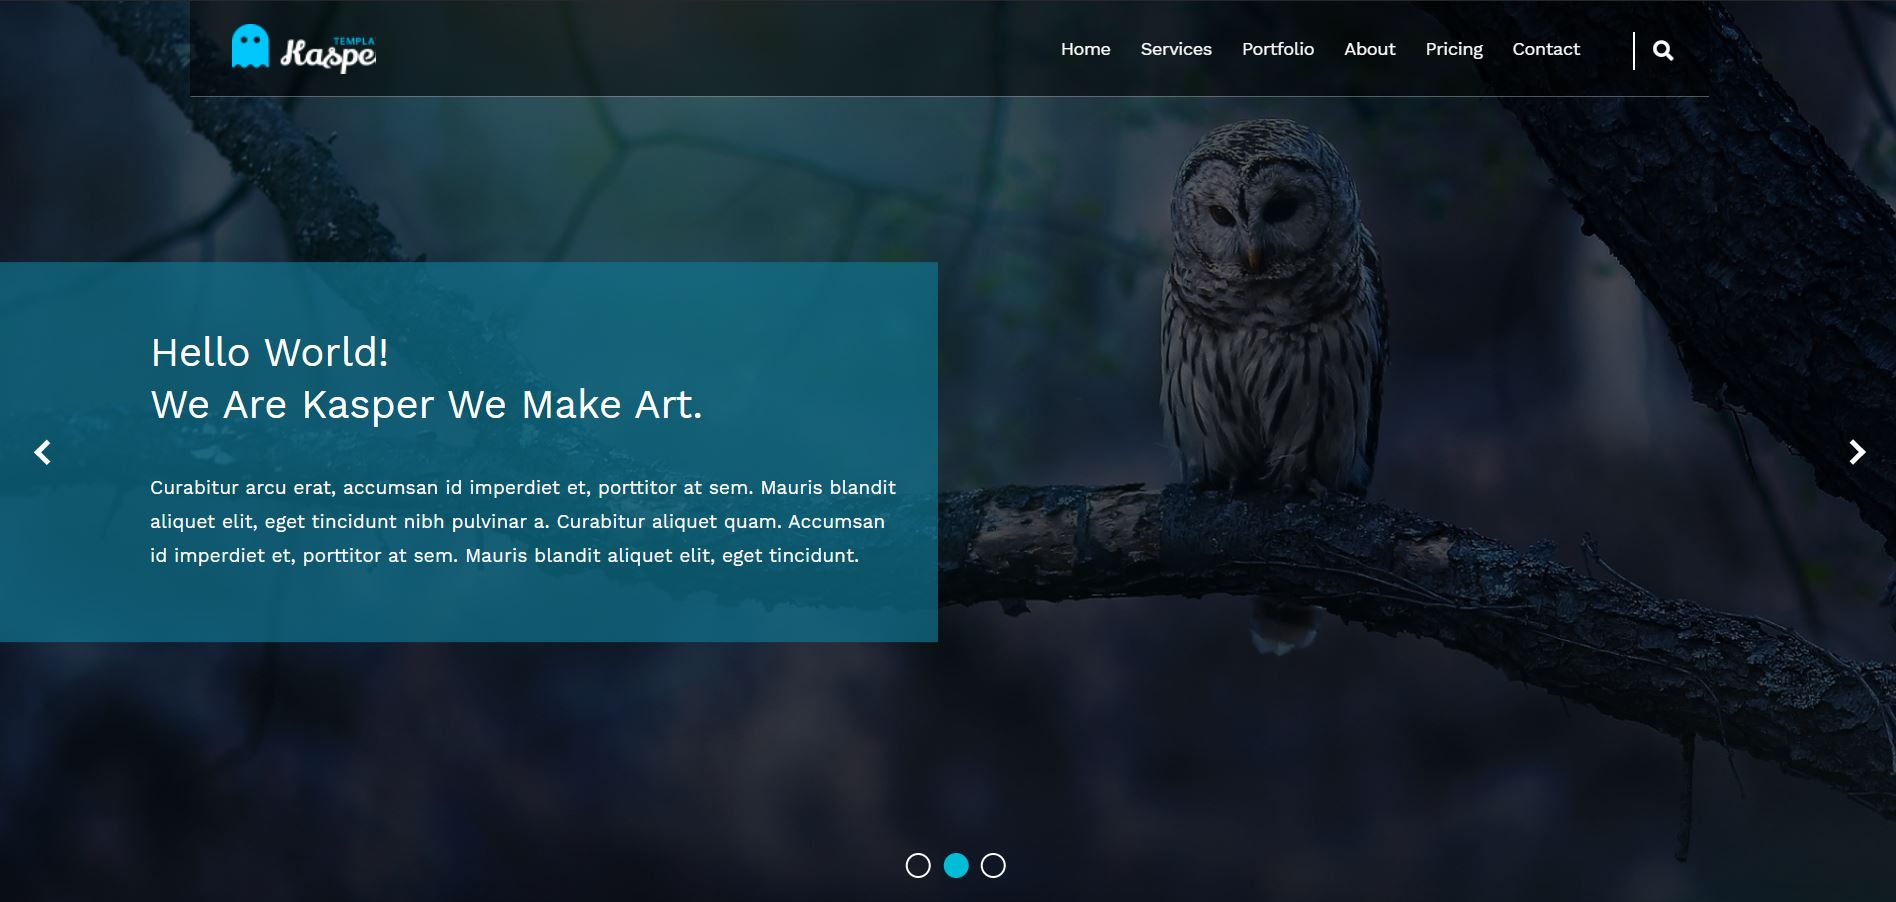 TEMPLA
Kaspe
Home Services Portfolio About Pricing Contact
Hello World!
We Are Kasper We Make Art.
Curabitur arcu erat, accumsan id imperdiet et, porttitor at sem. Mauris blandit
aliquet elit, eget tincidunt nibh pulvinar a. Curabitur aliquet quam. Accumsan
id imperdiet et, porttitor at sem. Mauris blandit aliquet elit, eget tincidunt.